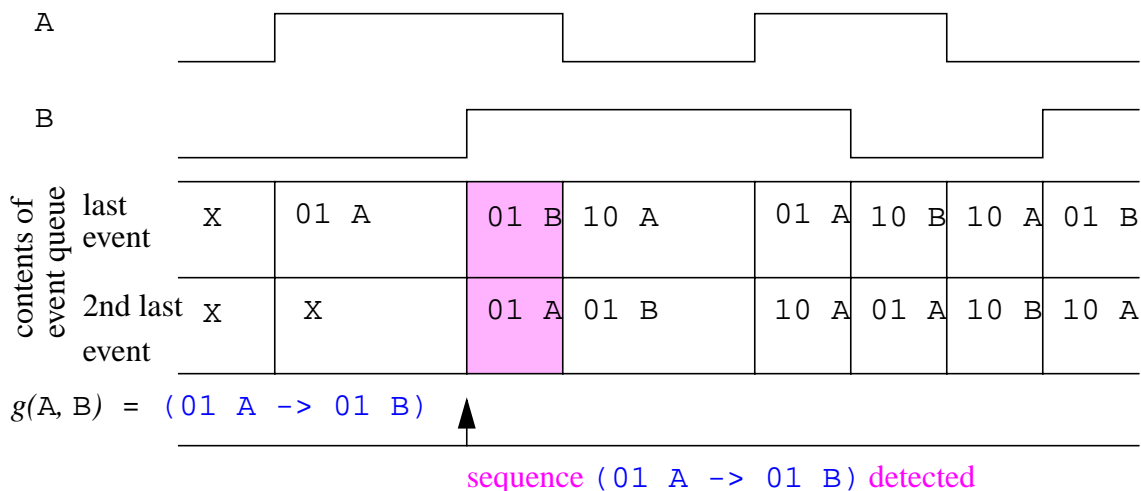 A
B
contents of
event queue
last
event
X 01 A 01 B 10 A 01 A 10 B 10 A 01 B
2nd last
event
X X 01 A 01 B 10 A 01 A 10 B 10 A
g(A, B) = (01 A -> 01 B)
sequence (01 A -> 01 B) detected